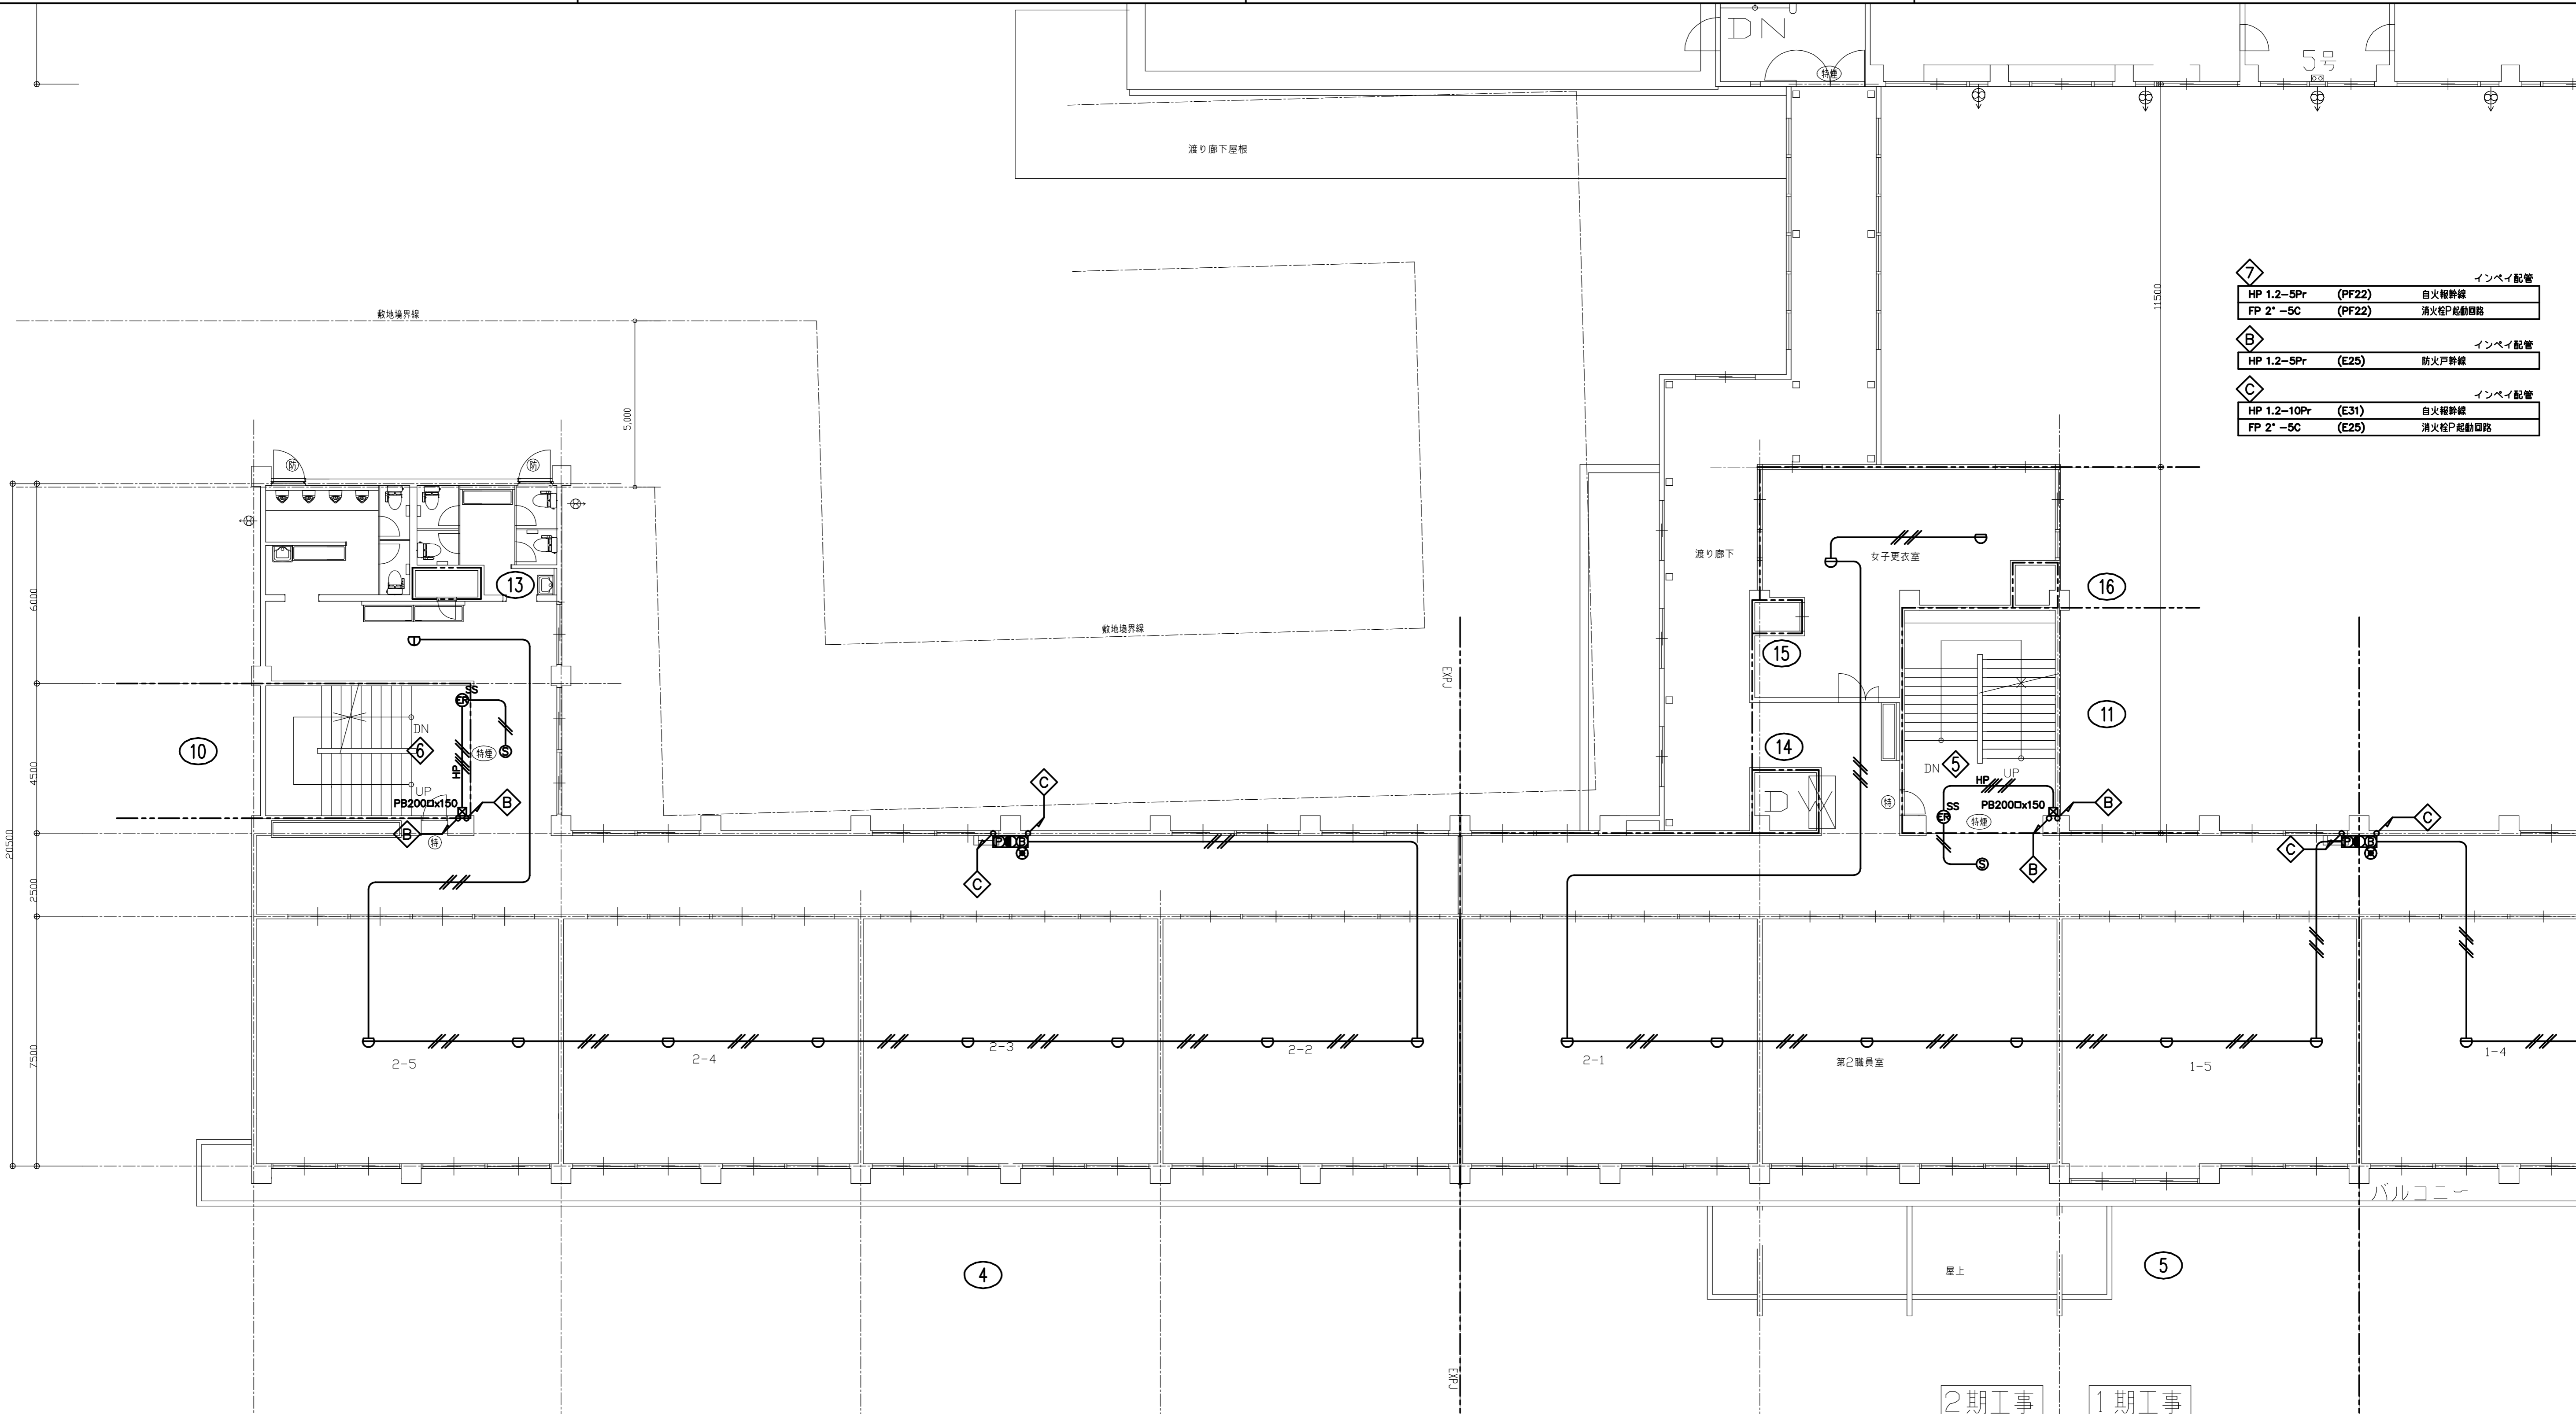 DN
特煙
5号
渡り廊下屋根
11500
7
インペイ配管
HP 1.2-5Pr (PF22) 自火報幹線
FP 2° -5C (PF22) 消火栓P起動回路
B
インペイ配管
HP 1.2-5Pr (E25) 防火戸幹線
C
インペイ配管
HP 1.2-10Pr (E31) 自火報幹線
FP 2° -5C (E25) 消火栓P起動回路
敷地境界線
5,000
防
防
渡り廊下
女子更衣室
13
16
6000
敷地境界線
15
EXPJ
SS
ER
11
DN
10
6
特煙
S
14
4500
HP
UP
PB200□x150
B
B
特
C
P
B
C
DW
DN
5
HP
UP
SS
ER
PB200□x150
特
特煙
S
B
B
C
P
B
C
20500
2500
7500
2-5
2-4
2-3
2-2
2-1
第2職員室
1-5
1-4
バルコニー
4
5
屋上
EXPJ
2期工事
1期工事